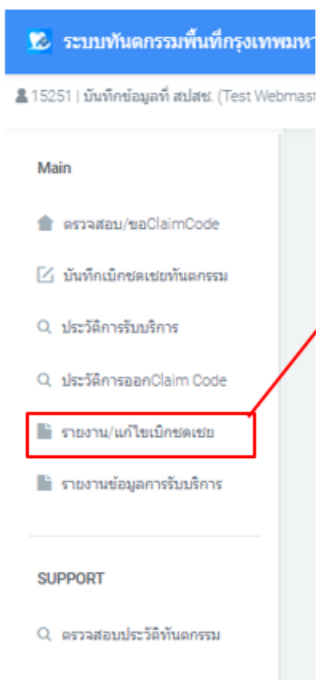 ระบบทันตกรรมพื้นที่กรุงเทพมห
15251 | บันทึกข้อมูลที่ สปสช. (Test Webmast
Main
ตรวจสอบ/ขอClaimCode
บันทึกเบิกชดเชยทันตกรรม
ประวัติการรับบริการ
ประวัติการออกClaim Code
รายงาน/แก้ไขเบิกชดเชย
รายงานข้อมูลการรับบริการ
SUPPORT
ตรวจสอบประวัติทันตกรรม